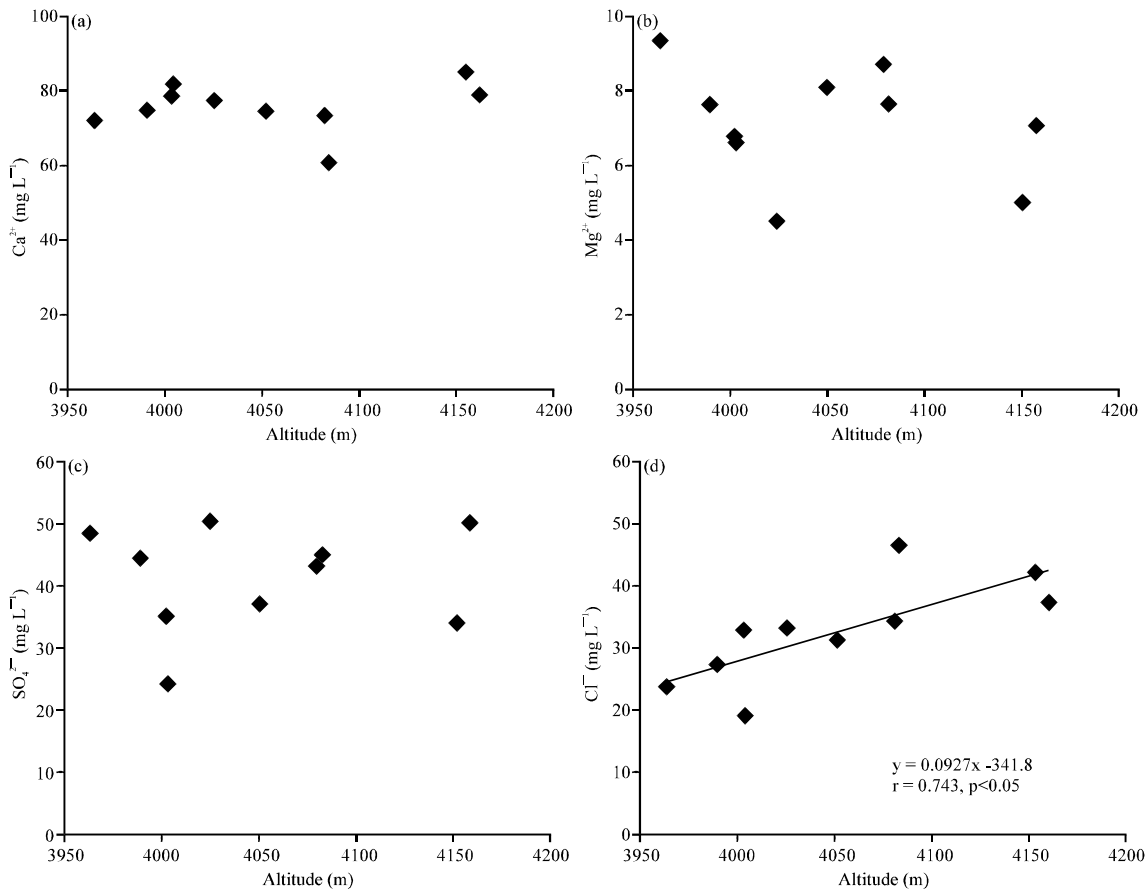 (a)
100
80
60
40
20
0
Ca²⁺ (mg L⁻¹)
3950 4000 4050 4100 4150 4200
Altitude (m)
(b)
10
8
6
4
2
0
Mg²⁺ (mg L⁻¹)
3950 4000 4050 4100 4150 4200
Altitude (m)
(c)
60
50
40
30
20
10
0
SO₄²⁻ (mg L⁻¹)
3950 4000 4050 4100 4150 4200
Altitude (m)
(d)
60
50
40
30
20
10
0
Cl⁻ (mg L⁻¹)
y = 0.0927x -341.8
r = 0.743, p<0.05
3950 4000 4050 4100 4150 4200
Altitude (m)